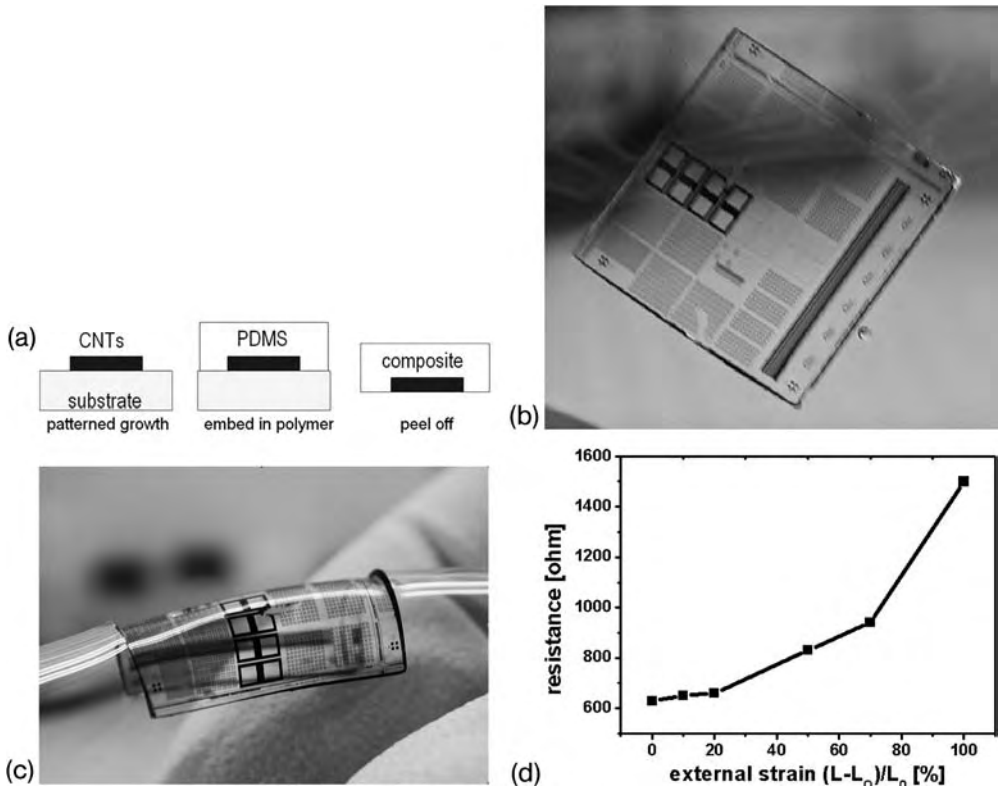 (a)
CNTs
substrate
patterned growth
PDMS
embed in polymer
composite
peel off
(b)
(c)
1600
1400
1200
1000
800
600
resistance [ohm]
0 20 40 60 80 100
external strain (L-L₀)/L₀ [%]
(d)